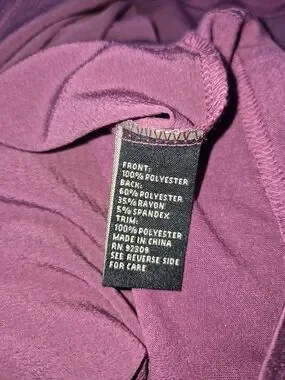 FRONT:
100% POLYESTER
BACK:
60% POLYESTER
35% RAYON
5% SPANDEX
TRIM:
100% POLYESTER
MADE IN CHINA
RN. 92809
SEE REVERSE SIDE
FOR CARE